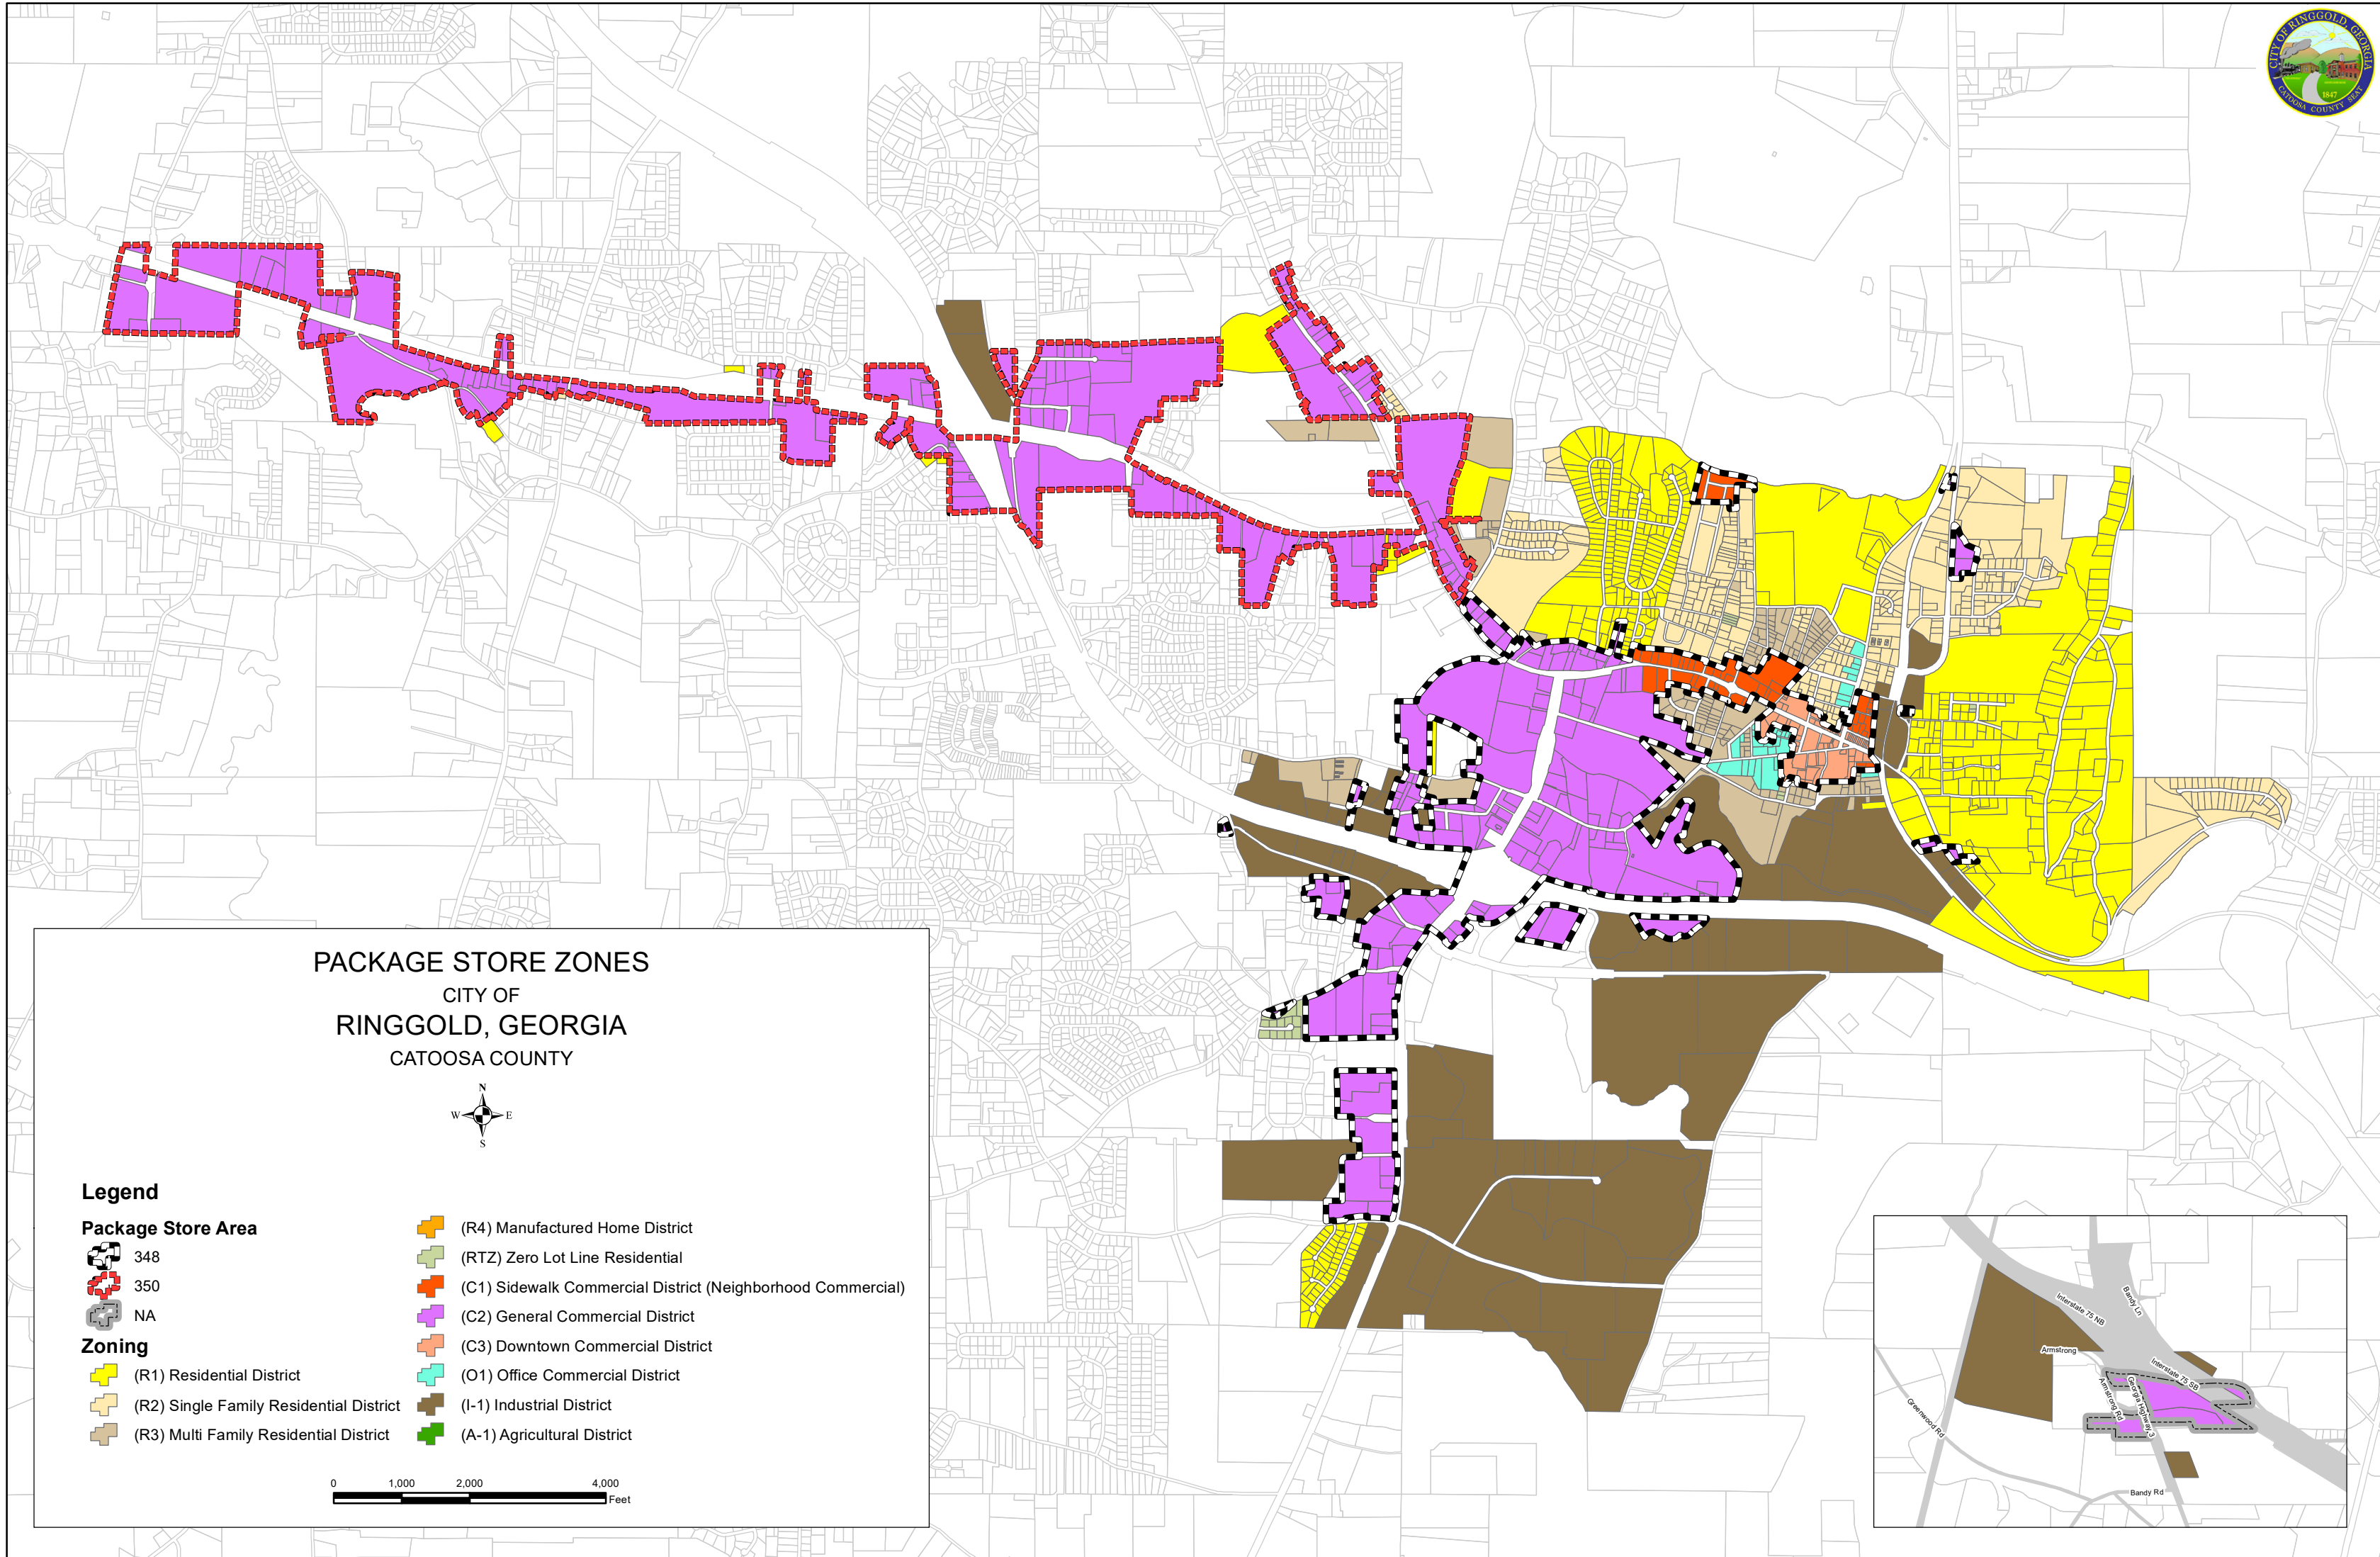 CITY OF RINGGOLD, GEORGIA
1847
CATOOSA COUNTY SEAT
PACKAGE STORE ZONES
CITY OF
RINGGOLD, GEORGIA
CATOOSA COUNTY
N
W E
S
Legend
Package Store Area
348
350
NA
Zoning
(R1) Residential District
(R2) Single Family Residential District
(R3) Multi Family Residential District
(R4) Manufactured Home District
(RTZ) Zero Lot Line Residential
(C1) Sidewalk Commercial District (Neighborhood Commercial)
(C2) General Commercial District
(C3) Downtown Commercial District
(O1) Office Commercial District
(I-1) Industrial District
(A-1) Agricultural District
0 1,000 2,000 4,000
Feet
Bandy Ln
Interstate 75 NB
Armstrong
Interstate 75 SB
Armstrong Rd
Georgia Highway 3
Greenwood Rd
Bandy Rd